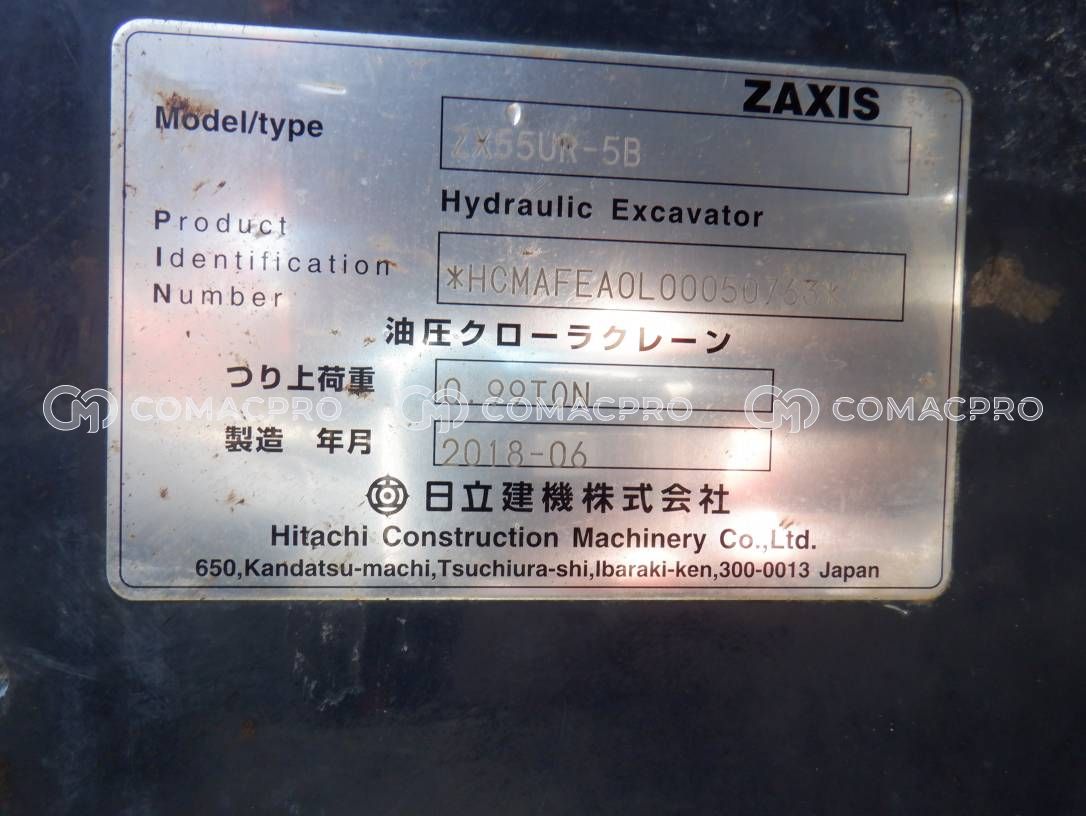 ZAXIS
Model/type ZX55UR-5B
Hydraulic Excavator
Product
Identification
Number
*HCMAFEA0L00050763*
油圧クローラクレーン
つり上荷重 0.99TON
COMACPRO COMACPRO COMACPRO
製造 年月 2018-06
日立建機株式会社
Hitachi Construction Machinery Co.,Ltd.
650,Kandatsu-machi,Tsuchiura-shi,Ibaraki-ken,300-0013 Japan